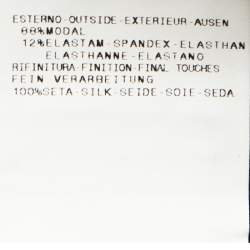 ESTERNO-OUTSIDE-EXTERIEUR-AUSEN
88%MODAL
12%ELASTAM-SPANDEX-ELASTHAN
ELASTHANNE-ELASTANO
RIFINITURA-FINITION-FINAL TOUCHES
FEIN VERARBEITUNG
100%SETA-SILK-SEIDE-SOIE-SEDA